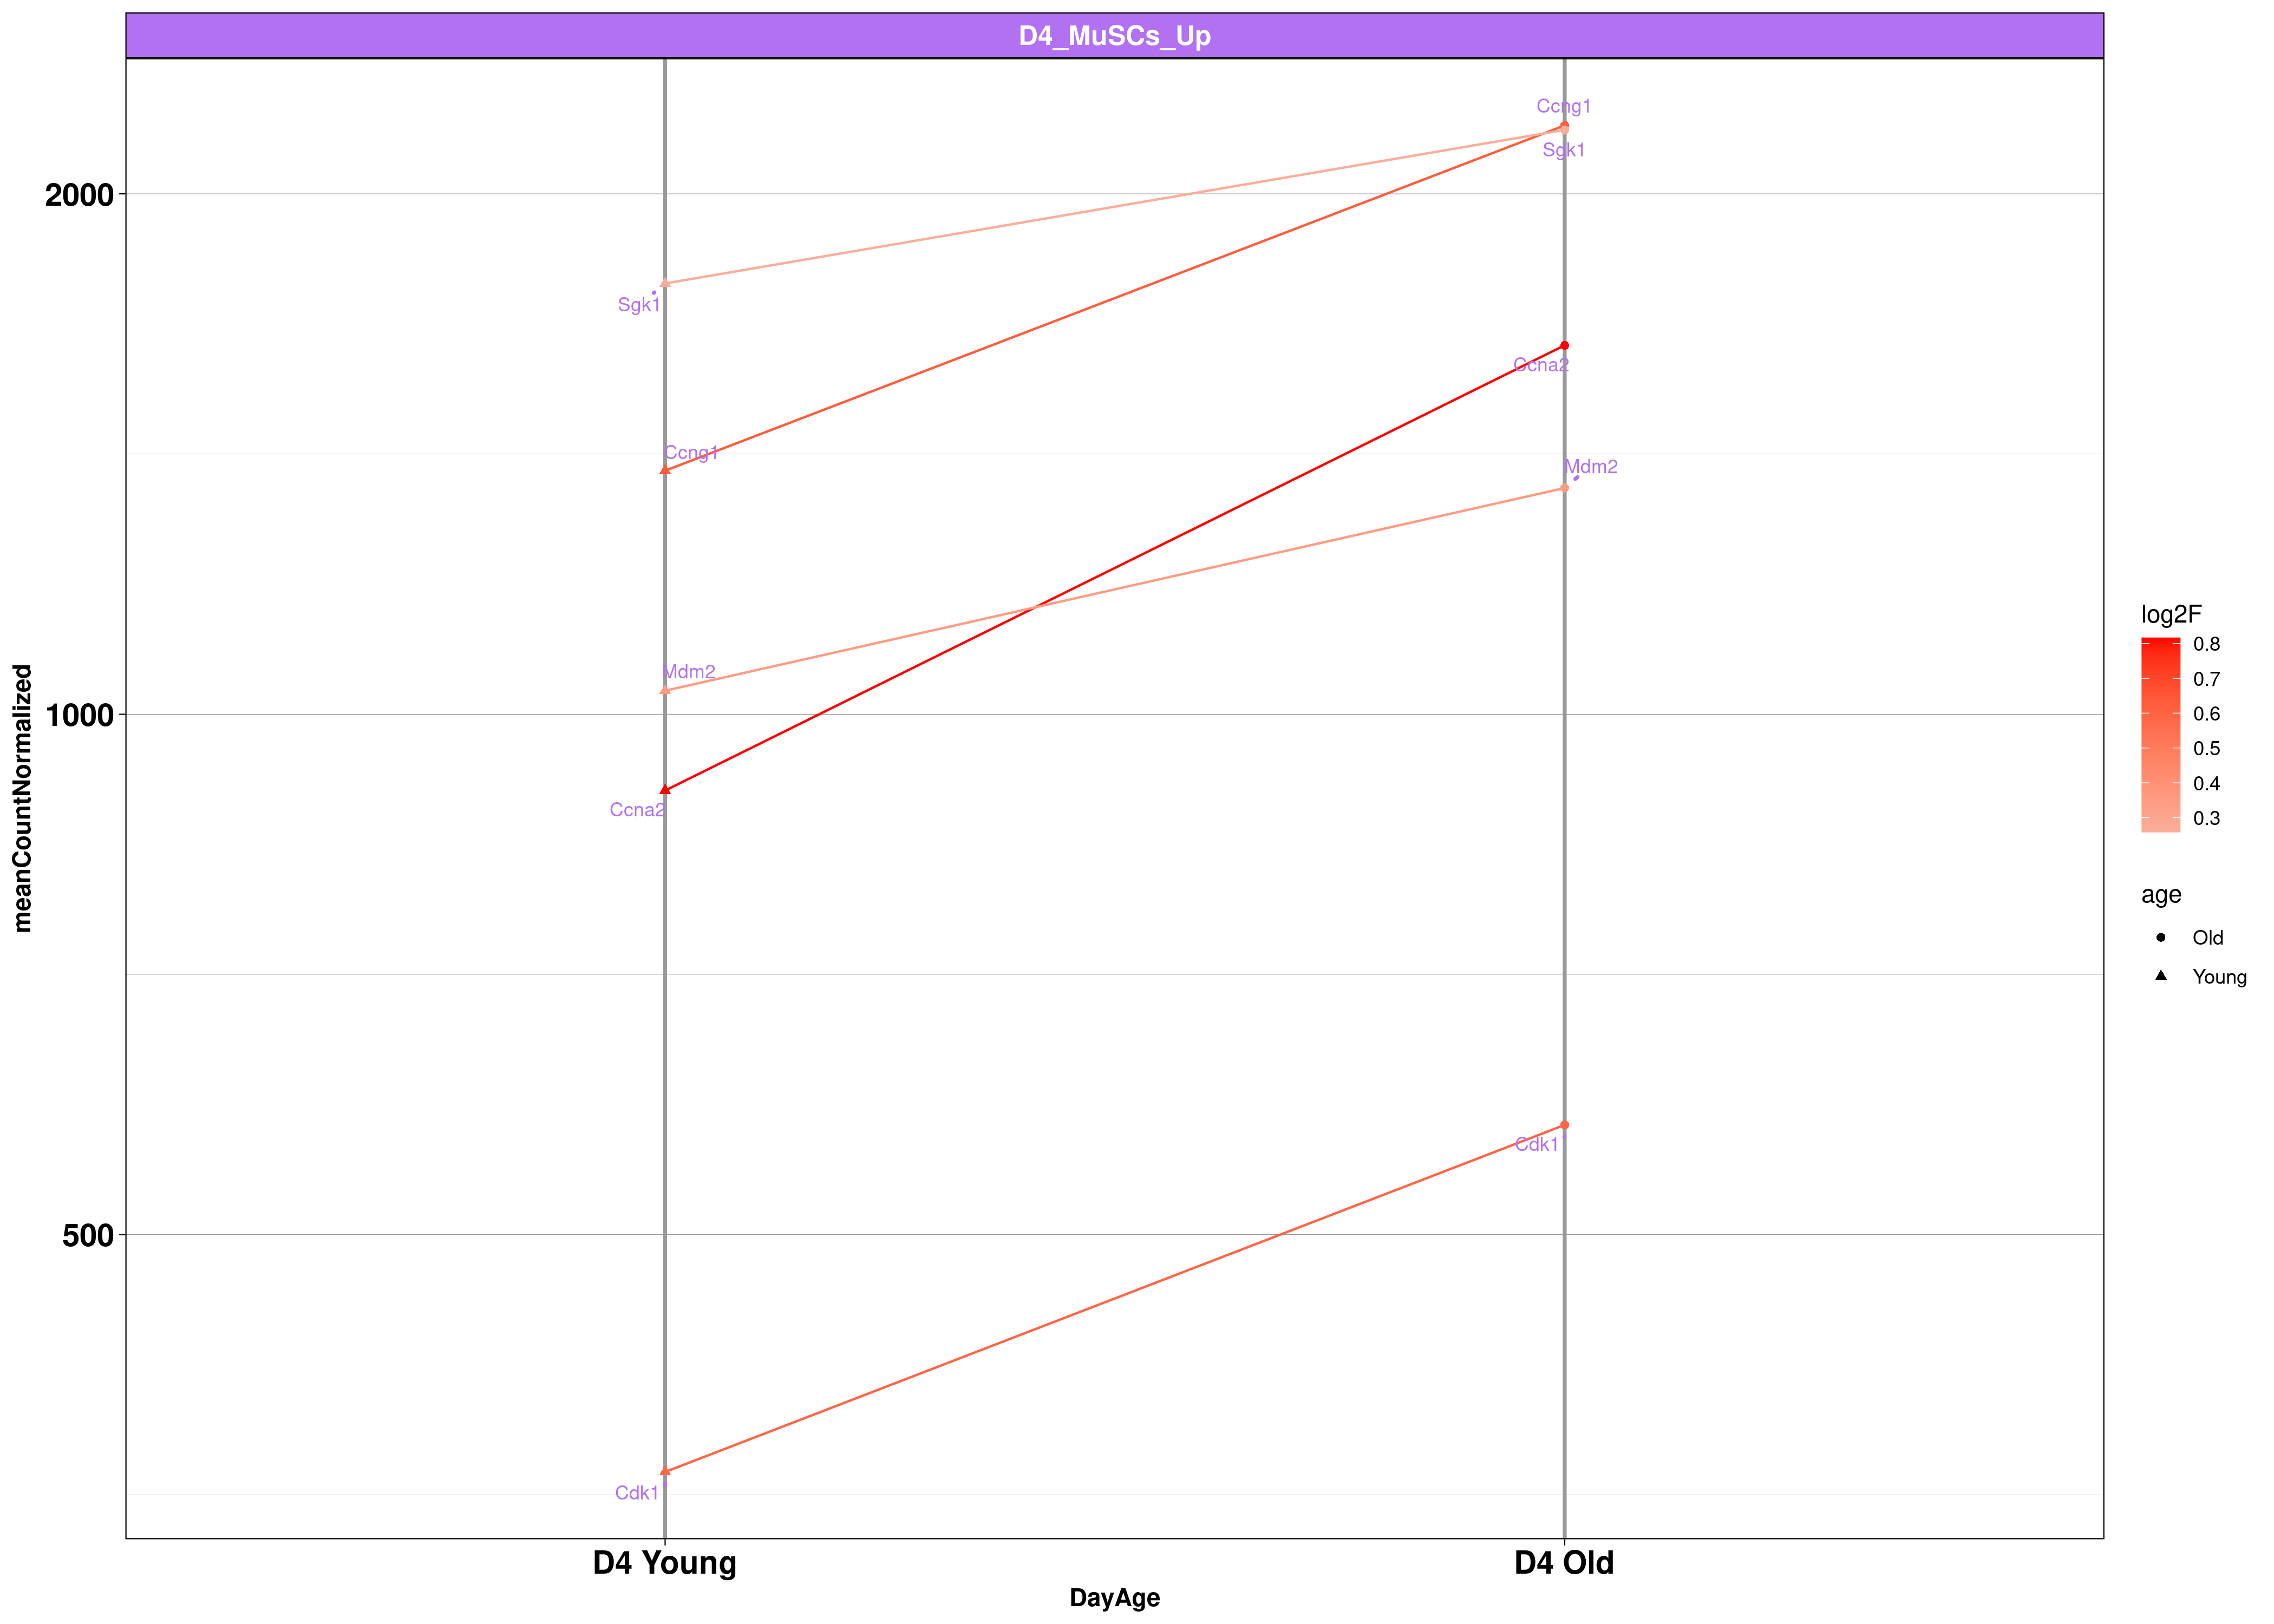 D4_MuSCs_Up
meanCountNormalized
2000
1000
500
Ccng1
Sgk1
Sgk1
Ccna2
Ccng1
Mdm2
Mdm2
Ccna2
Cdk1
Cdk1
D4 Young
D4 Old
DayAge
log2F
0.8
0.7
0.6
0.5
0.4
0.3
age
Old
Young